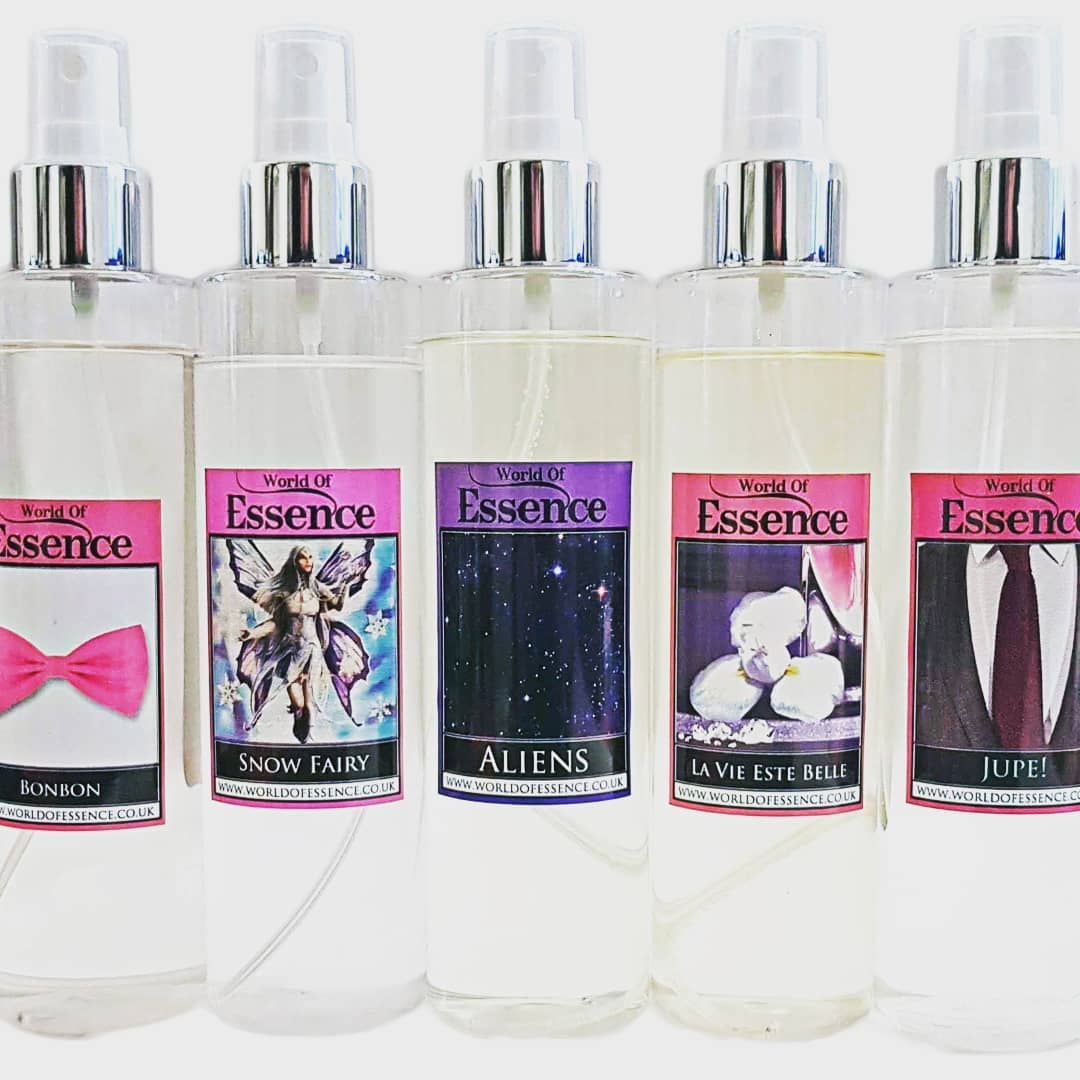 World Of
Essence
Bonbon
www.worldofessence.co.uk
World Of
Essence
Snow Fairy
www.worldofessence.co.uk
World Of
Essence
Aliens
www.worldofessence.co.uk
World Of
Essence
La Vie Este Belle
www.worldofessence.co.uk
World Of
Essence
Jupe!
www.worldofessence.co